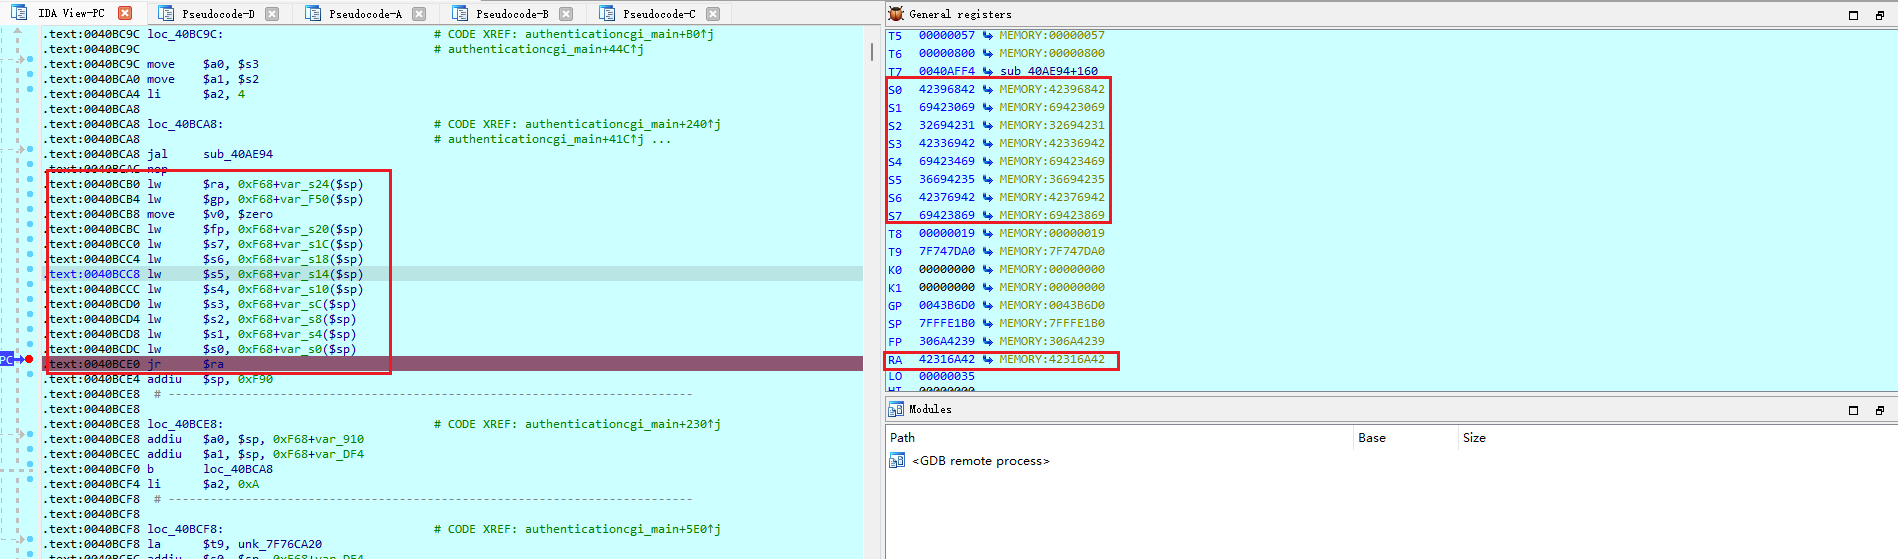 IDA View-PC
Pseudocode-D
Pseudocode-A
Pseudocode-B
Pseudocode-C
.text:0040BC9C loc_40BC9C: # CODE XREF: authenticationcgi_main+B0↑j
.text:0040BC9C # authenticationcgi_main+44C↑j
.text:0040BC9C move $a0, $s3
.text:0040BCA0 move $a1, $s2
.text:0040BCA4 li $a2, 4
.text:0040BCA8
.text:0040BCA8 loc_40BCA8: # CODE XREF: authenticationcgi_main+240↑j
.text:0040BCA8 # authenticationcgi_main+41C↑j ...
.text:0040BCA8 jal sub_40AE94
.text:0040BCAC nop
.text:0040BCB0 lw $ra, 0xF68+var_s24($sp)
.text:0040BCB4 lw $gp, 0xF68+var_F50($sp)
.text:0040BCB8 move $v0, $zero
.text:0040BCBC lw $fp, 0xF68+var_s20($sp)
.text:0040BCC0 lw $s7, 0xF68+var_s1C($sp)
.text:0040BCC4 lw $s6, 0xF68+var_s18($sp)
.text:0040BCC8 lw $s5, 0xF68+var_s14($sp)
.text:0040BCCC lw $s4, 0xF68+var_s10($sp)
.text:0040BCD0 lw $s3, 0xF68+var_sC($sp)
.text:0040BCD4 lw $s2, 0xF68+var_s8($sp)
.text:0040BCD8 lw $s1, 0xF68+var_s4($sp)
.text:0040BCDC lw $s0, 0xF68+var_s0($sp)
PC
.text:0040BCE0 jr $ra
.text:0040BCE4 addiu $sp, 0xF90
.text:0040BCE8 # ---------------------------------------------------------------------------
.text:0040BCE8
.text:0040BCE8 loc_40BCE8: # CODE XREF: authenticationcgi_main+230↑j
.text:0040BCE8 addiu $a0, $sp, 0xF68+var_910
.text:0040BCEC addiu $a1, $sp, 0xF68+var_DF4
.text:0040BCF0 b loc_40BCA8
.text:0040BCF4 li $a2, 0xA
.text:0040BCF8 # ---------------------------------------------------------------------------
.text:0040BCF8
.text:0040BCF8 loc_40BCF8: # CODE XREF: authenticationcgi_main+5E0↑j
.text:0040BCF8 la $t9, unk_7F76CA20
General registers
T5 00000057 MEMORY:00000057
T6 00000800 MEMORY:00000800
T7 0040AFF4 sub_40AE94+160
S0 42396842 MEMORY:42396842
S1 69423069 MEMORY:69423069
S2 32694231 MEMORY:32694231
S3 42336942 MEMORY:42336942
S4 69423469 MEMORY:69423469
S5 36694235 MEMORY:36694235
S6 42376942 MEMORY:42376942
S7 69423869 MEMORY:69423869
T8 00000019 MEMORY:00000019
T9 7F747DA0 MEMORY:7F747DA0
K0 00000000 MEMORY:00000000
K1 00000000 MEMORY:00000000
GP 0043B6D0 MEMORY:0043B6D0
SP 7FFFE1B0 MEMORY:7FFFE1B0
FP 306A4239 MEMORY:306A4239
RA 42316A42 MEMORY:42316A42
LO 00000035
Modules
Path Base Size
<GDB remote process>